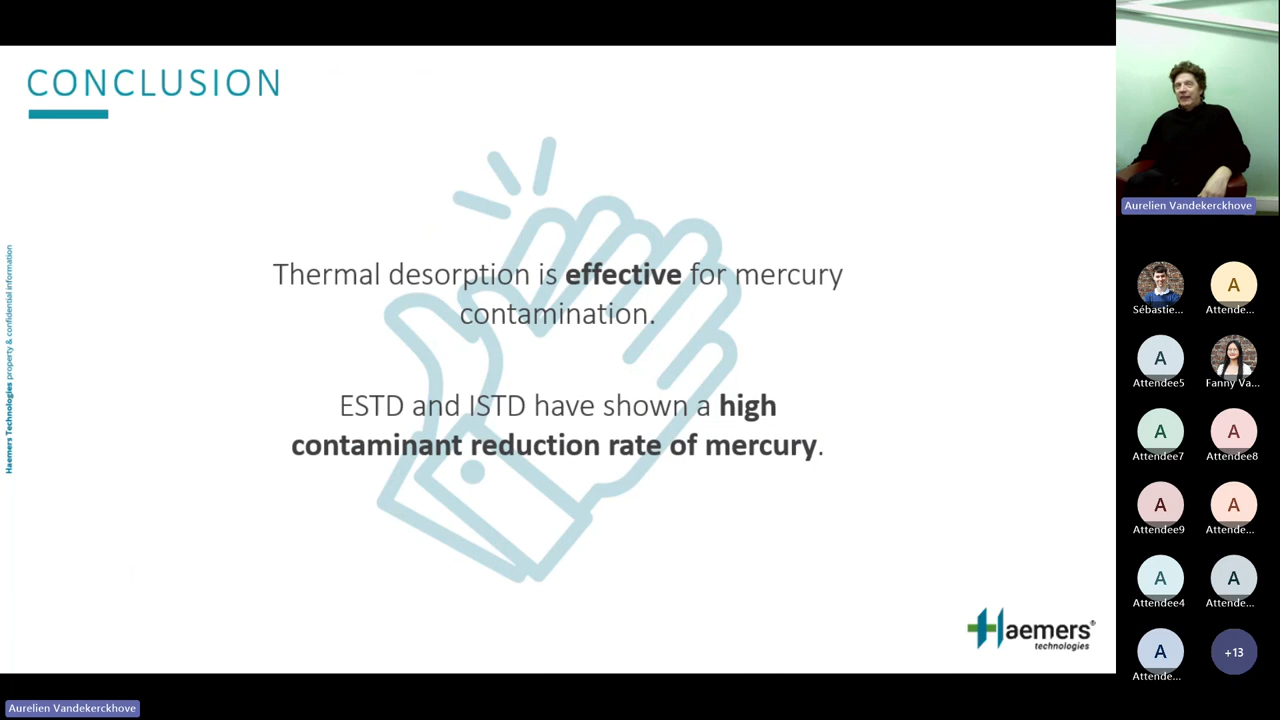 CONCLUSION
Thermal desorption is effective for mercury
contamination.
ESTD and ISTD have shown a high
contaminant reduction rate of mercury.
Haemers Technologies property & confidential information
Haemers®
technologies
Aurelien Vandekerckhove
Aurelien Vandekerckhove
Sébastie...
A
Attende...
A
Attendee5
Fanny Va...
A
Attendee7
A
Attendee8
A
Attendee9
A
Attende...
A
Attendee4
A
Attende...
A
Attende...
+13